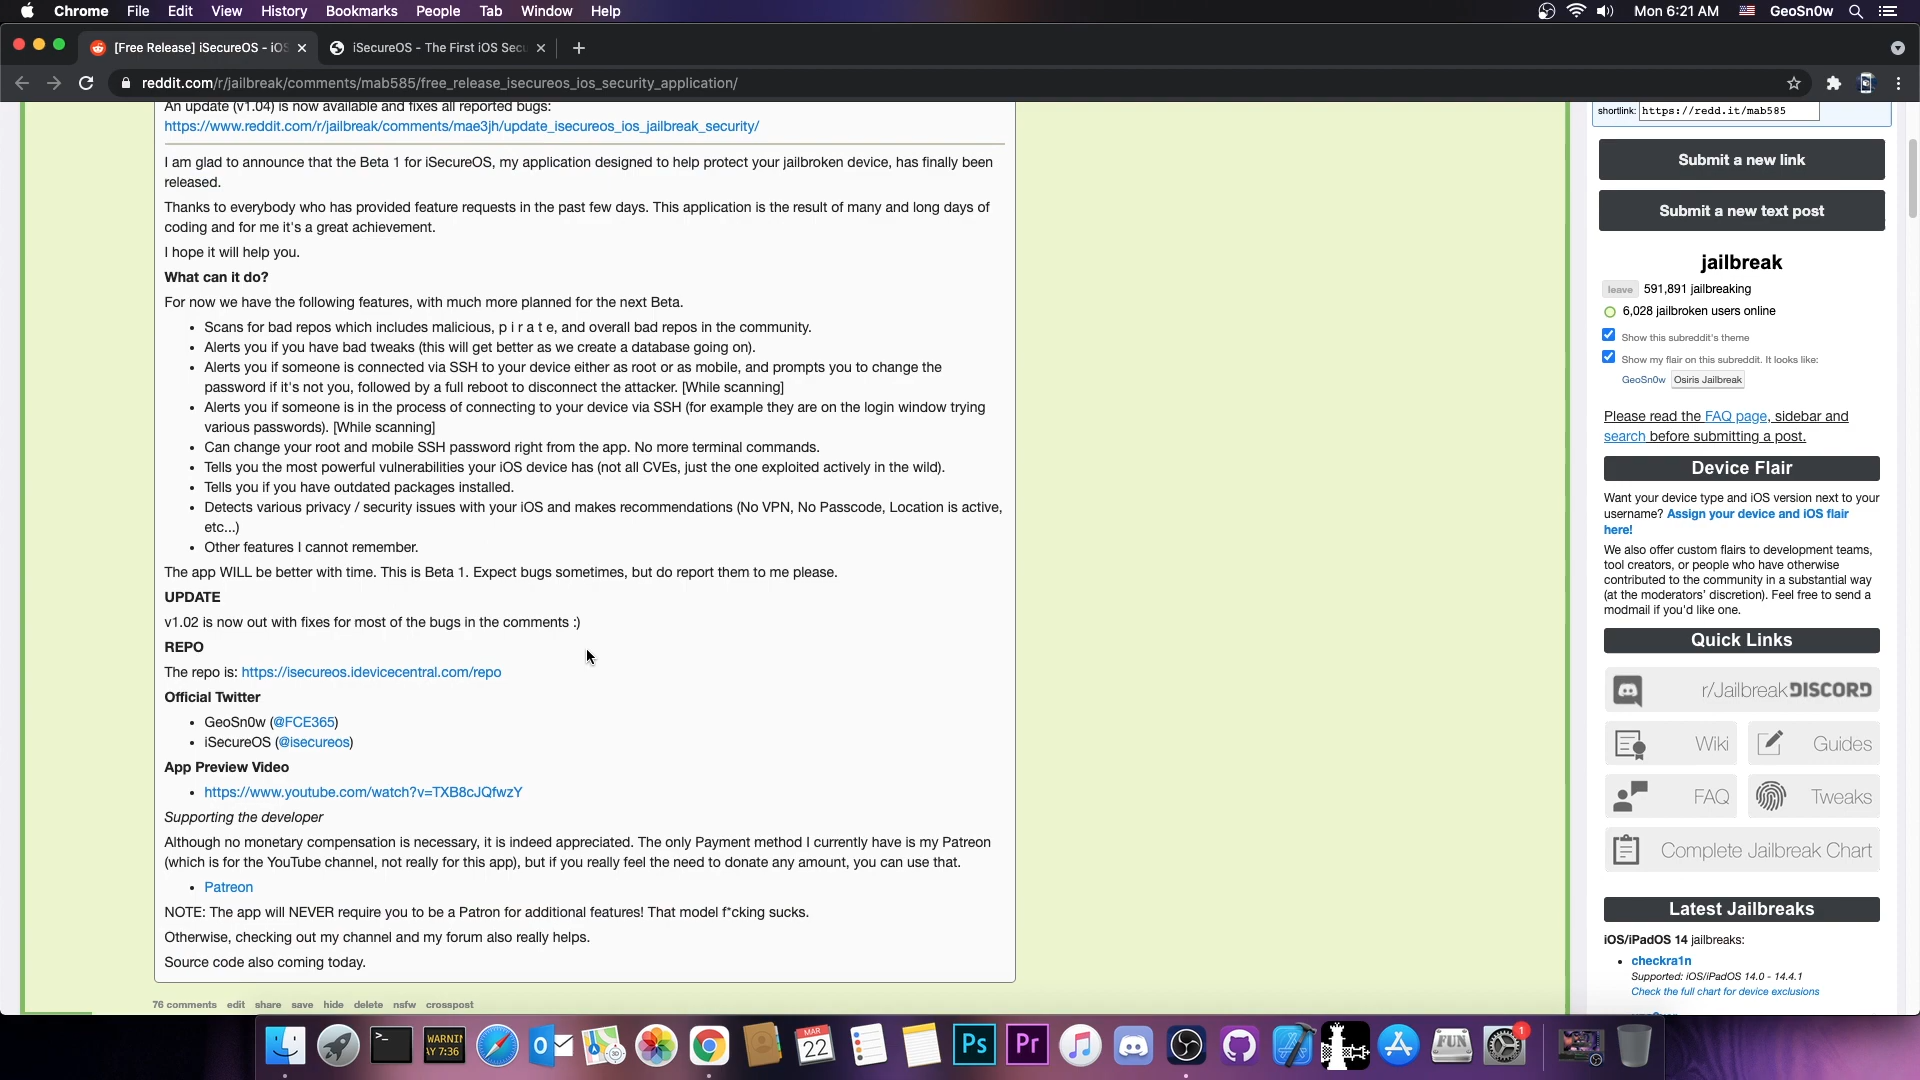 Chrome File Edit View History Bookmarks People Tab Window Help
Mon 6:21 AM GeoSn0w
[Free Release] iSecureOS - iOS
iSecureOS - The First iOS Sec
reddit.com/r/jailbreak/comments/mab585/free_release_isecureos_ios_security_application/
An update (v1.04) is now available and fixes all reported bugs:
https://www.reddit.com/r/jailbreak/comments/mae3jh/update_isecureos_ios_jailbreak_security/
I am glad to announce that the Beta 1 for iSecureOS, my application designed to help protect your jailbroken device, has finally been
released.
Thanks to everybody who has provided feature requests in the past few days. This application is the result of many and long days of
coding and for me it's a great achievement.
I hope it will help you.
What can it do?
For now we have the following features, with much more planned for the next Beta.
• Scans for bad repos which includes malicious, p i r a t e, and overall bad repos in the community.
• Alerts you if you have bad tweaks (this will get better as we create a database going on).
• Alerts you if someone is connected via SSH to your device either as root or as mobile, and prompts you to change the
password if it's not you, followed by a full reboot to disconnect the attacker. [While scanning]
• Alerts you if someone is in the process of connecting to your device via SSH (for example they are on the login window trying
various passwords). [While scanning]
• Can change your root and mobile SSH password right from the app. No more terminal commands.
• Tells you the most powerful vulnerabilities your iOS device has (not all CVEs, just the one exploited actively in the wild).
• Tells you if you have outdated packages installed.
• Detects various privacy / security issues with your iOS and makes recommendations (No VPN, No Passcode, Location is active,
etc...)
• Other features I cannot remember.
The app WILL be better with time. This is Beta 1. Expect bugs sometimes, but do report them to me please.
UPDATE
v1.02 is now out with fixes for most of the bugs in the comments :)
REPO
The repo is: https://isecureos.idevicecentral.com/repo
Official Twitter
• GeoSn0w (@FCE365)
• iSecureOS (@isecureos)
App Preview Video
• https://www.youtube.com/watch?v=TXB8cJQfwzY
Supporting the developer
Although no monetary compensation is necessary, it is indeed appreciated. The only Payment method I currently have is my Patreon
(which is for the YouTube channel, not really for this app), but if you really feel the need to donate any amount, you can use that.
• Patreon
NOTE: The app will NEVER require you to be a Patron for additional features! That model f*cking sucks.
Otherwise, checking out my channel and my forum also really helps.
Source code also coming today.
76 comments edit share save hide delete nsfw crosspost
shortlink: https://redd.it/mab585
Submit a new link
Submit a new text post
jailbreak
leave 591,891 jailbreaking
6,028 jailbroken users online
Show this subreddit's theme
Show my flair on this subreddit. It looks like:
GeoSn0w Osiris Jailbreak
Please read the FAQ page, sidebar and
search before submitting a post.
Device Flair
Want your device type and iOS version next to your
username? Assign your device and iOS flair
here!
We also offer custom flairs to development teams,
tool creators, or people who have otherwise
contributed to the community in a substantial way
(at the moderators' discretion). Feel free to send a
modmail if you'd like one.
Quick Links
r/Jailbreak DISCORD
Wiki Guides
FAQ Tweaks
Complete Jailbreak Chart
Latest Jailbreaks
iOS/iPadOS 14 jailbreaks:
• checkra1n
Supported: iOS/iPadOS 14.0 - 14.4.1
Check the full chart for device exclusions
WARNIN
AY 7:36
MAR
22
Ps
Pr
FUN
1